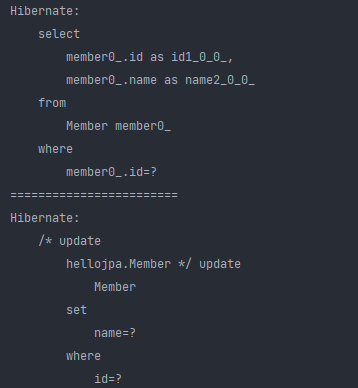 Hibernate:
    select
        member0_.id as id1_0_0_,
        member0_.name as name2_0_0_
    from
        Member member0_
    where
        member0_.id=?
========================
Hibernate:
    /* update
        hellojpa.Member */ update
            Member
        set
            name=?
        where
            id=?